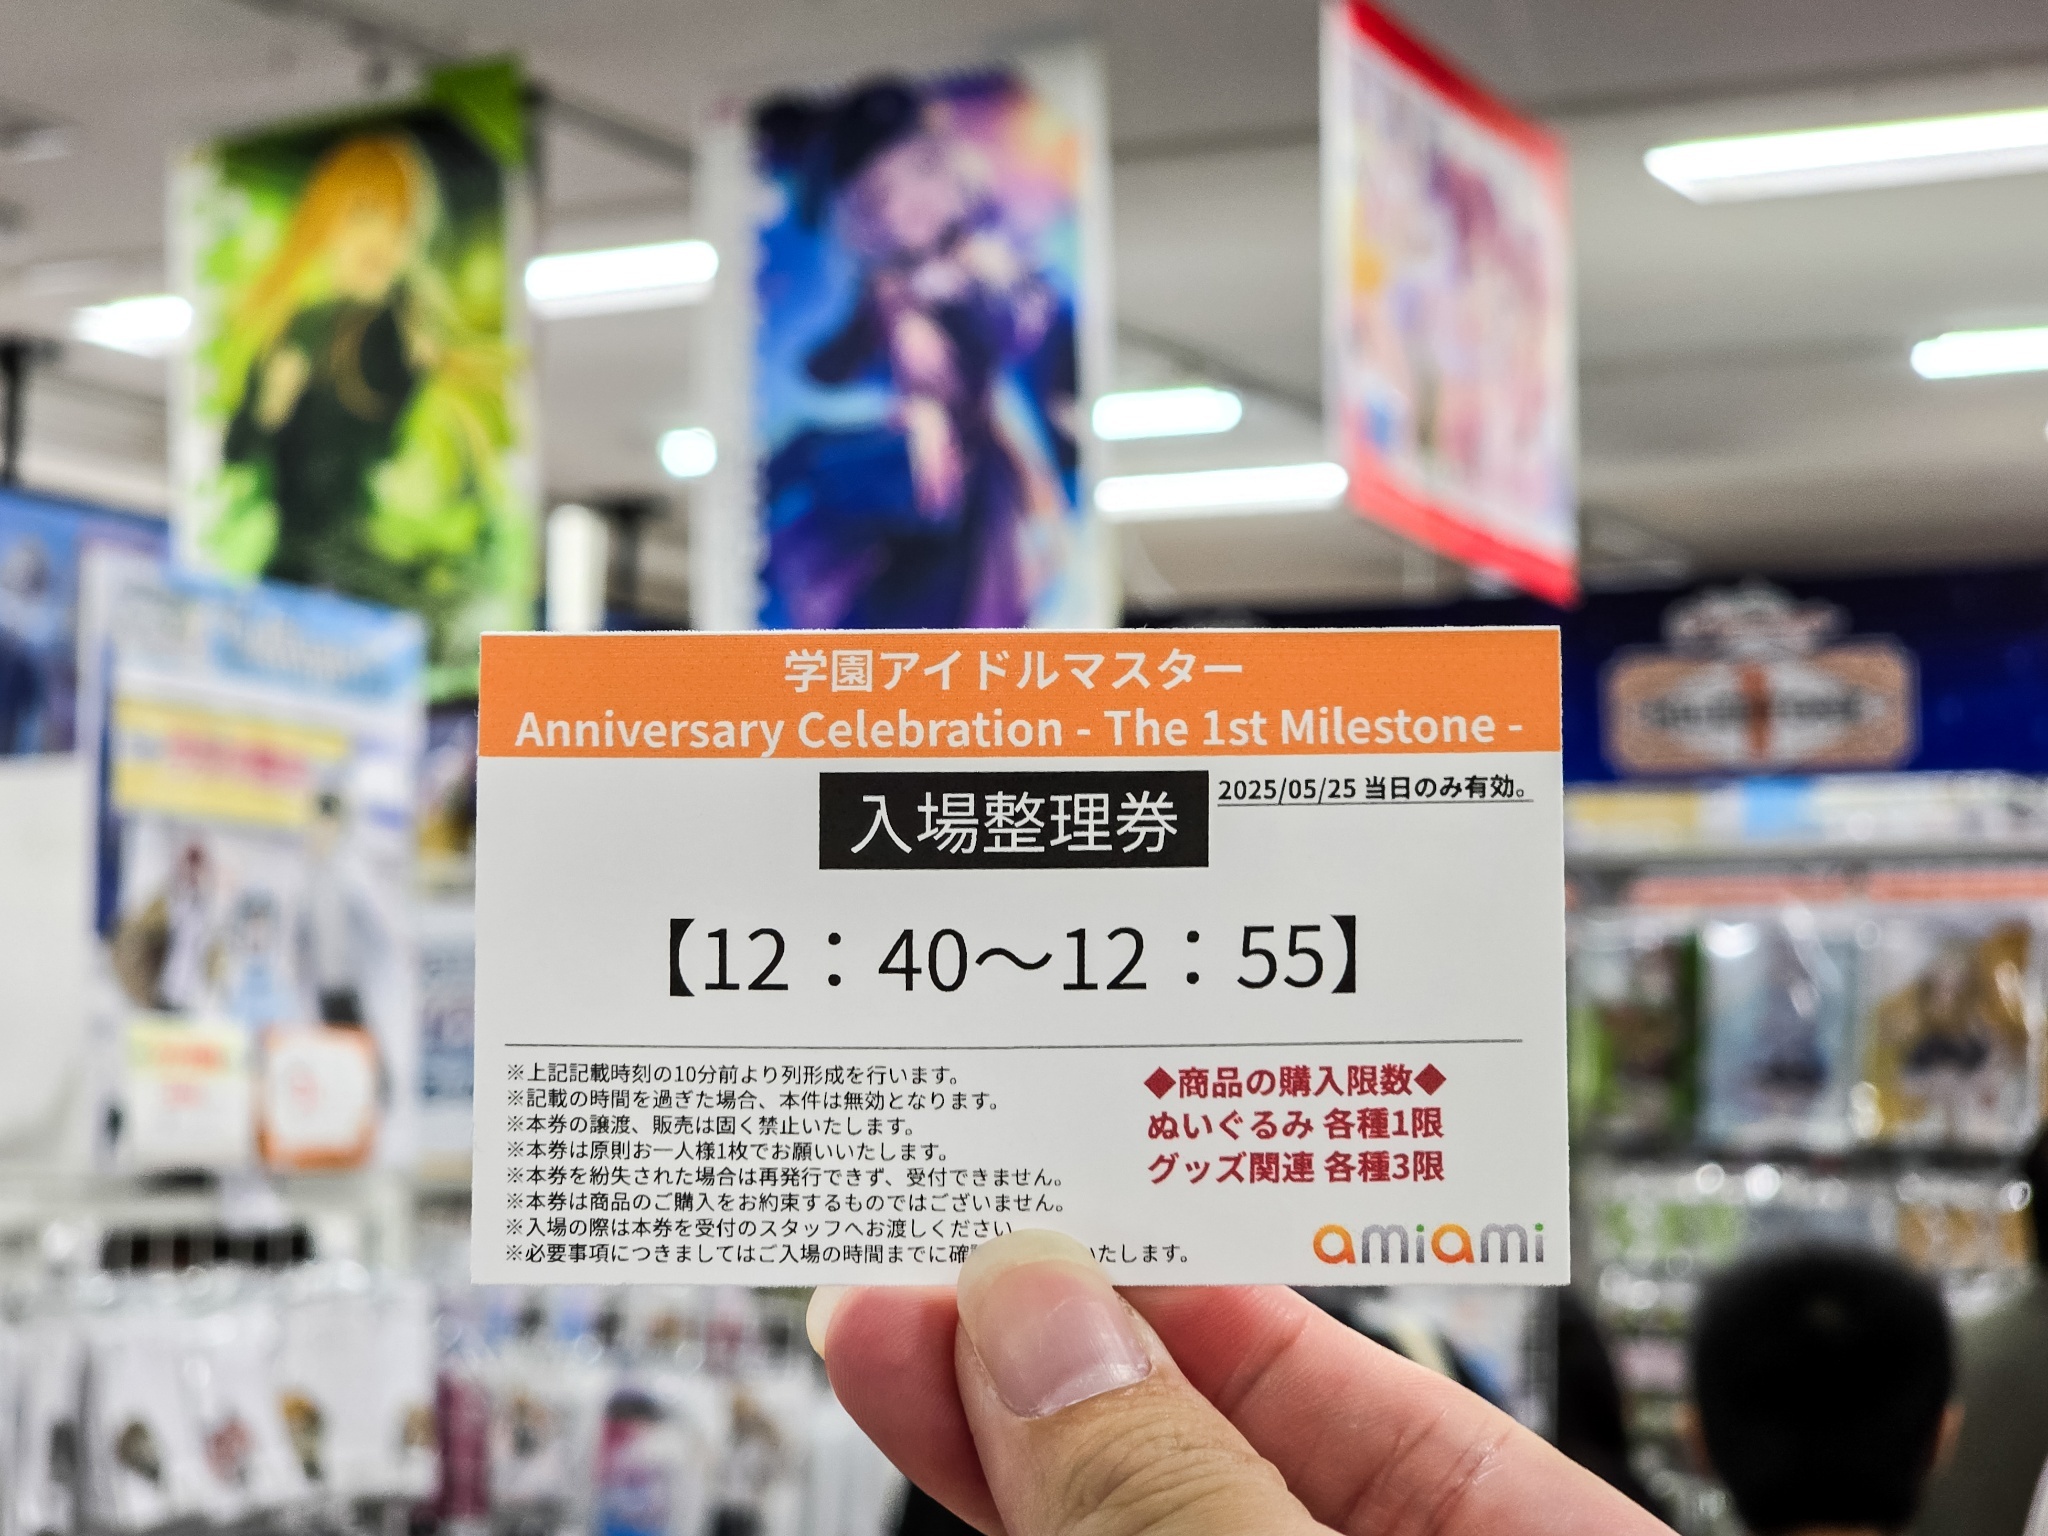 学園アイドルマスター
Anniversary Celebration - The 1st Milestone -
入場整理券
2025/05/25 当日のみ有効。
【12：40～12：55】
※上記記載時刻の10分前より列形成を行います。
※記載の時間を過ぎた場合、本件は無効となります。
※本券の譲渡、販売は固く禁止いたします。
※本券は原則お一人様1枚でお願いいたします。
※本券を紛失された場合は再発行できず、受付できません。
※本券は商品のご購入をお約束するものではございません。
※入場の際は本券を受付のスタッフへお渡しください
※必要事項につきましてはご入場の時間までに確 いたします。
◆商品の購入限数◆
ぬいぐるみ 各種1限
グッズ関連 各種3限
amiami